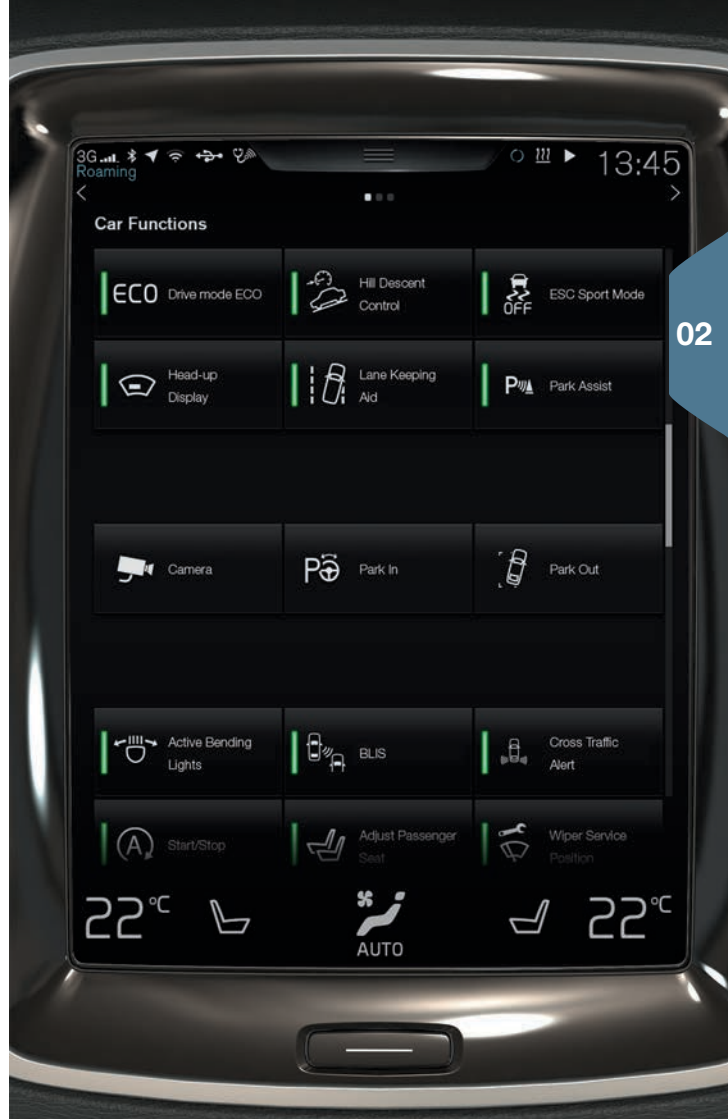 3G
13:45
Roaming
Car Functions
ECO Drive mode ECO
Hill Descent
Control
OFF
ESC Sport Mode
02
Head-up
Display
Lane Keeping
Aid
P
Park Assist
Camera
P
Park In
Park Out
Active Bending
Lights
BLIS
Cross Traffic
Alert
A
Start/Stop
Adjust Passenger
Seat
Wiper Service
Position
22°C
AUTO
22°C